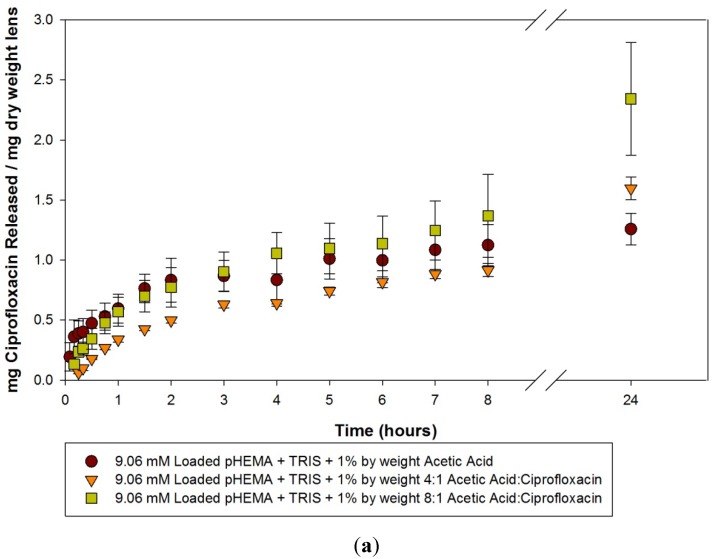 mg Ciprofloxacin Released / mg dry weight lens
3.0
2.5
2.0
1.5
1.0
0.5
0.0
0 1 2 3 4 5 6 7 8 24
Time (hours)
9.06 mM Loaded pHEMA + TRIS + 1% by weight Acetic Acid
9.06 mM Loaded pHEMA + TRIS + 1% by weight 4:1 Acetic Acid:Ciprofloxacin
9.06 mM Loaded pHEMA + TRIS + 1% by weight 8:1 Acetic Acid:Ciprofloxacin
(a)